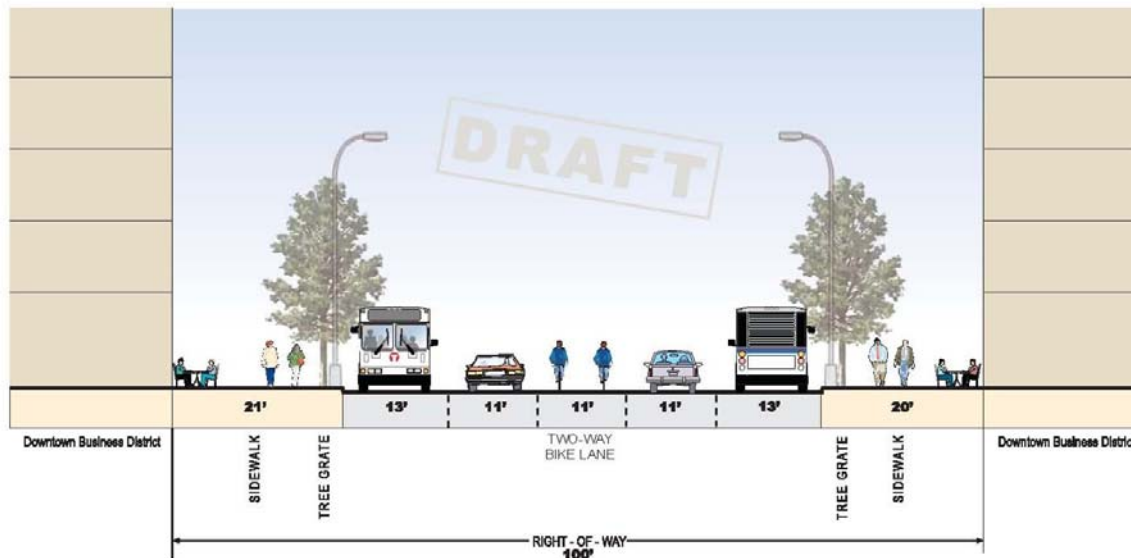 DRAFT
21' 13' 11' 11' 11' 13' 20'
Downtown Business District
SIDEWALK
TREE GRATE
TWO-WAY
BIKE LANE
TREE GRATE
SIDEWALK
Downtown Business Distric
RIGHT - OF - WAY
100'